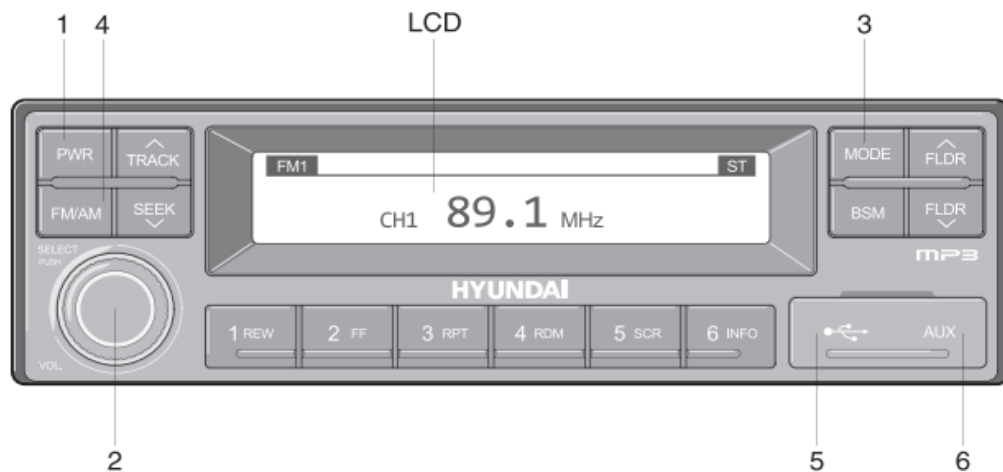 1 4 LCD 3
PWR TRACK
FM1 ST
MODE FLDR
FM/AM SEEK
CH1 89.1 MHz
BSM FLDR
SELECT
PUSH
MP3
HYUNDAI
1 REW 2 FF 3 RPT 4 RDM 5 SCR 6 INFO
AUX
VOL
2 5 6